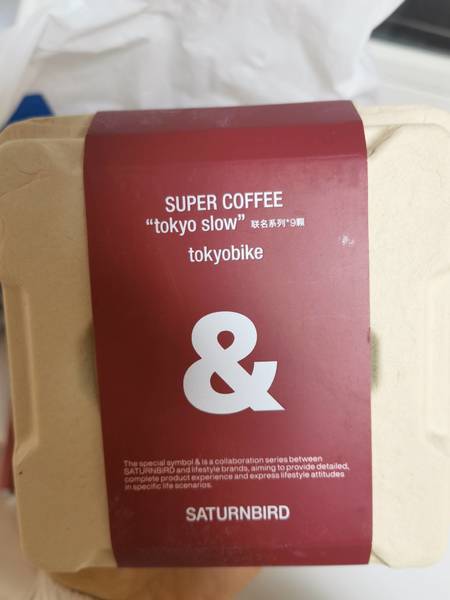 SUPER COFFEE
“tokyo slow” 联名系列*9颗
tokyobike
&
The special symbol & is a collaboration series between
SATURNBIRD and lifestyle brands, aiming to provide detailed,
complete product experience and express lifestyle attitudes
in specific life scenarios.
SATURNBIRD